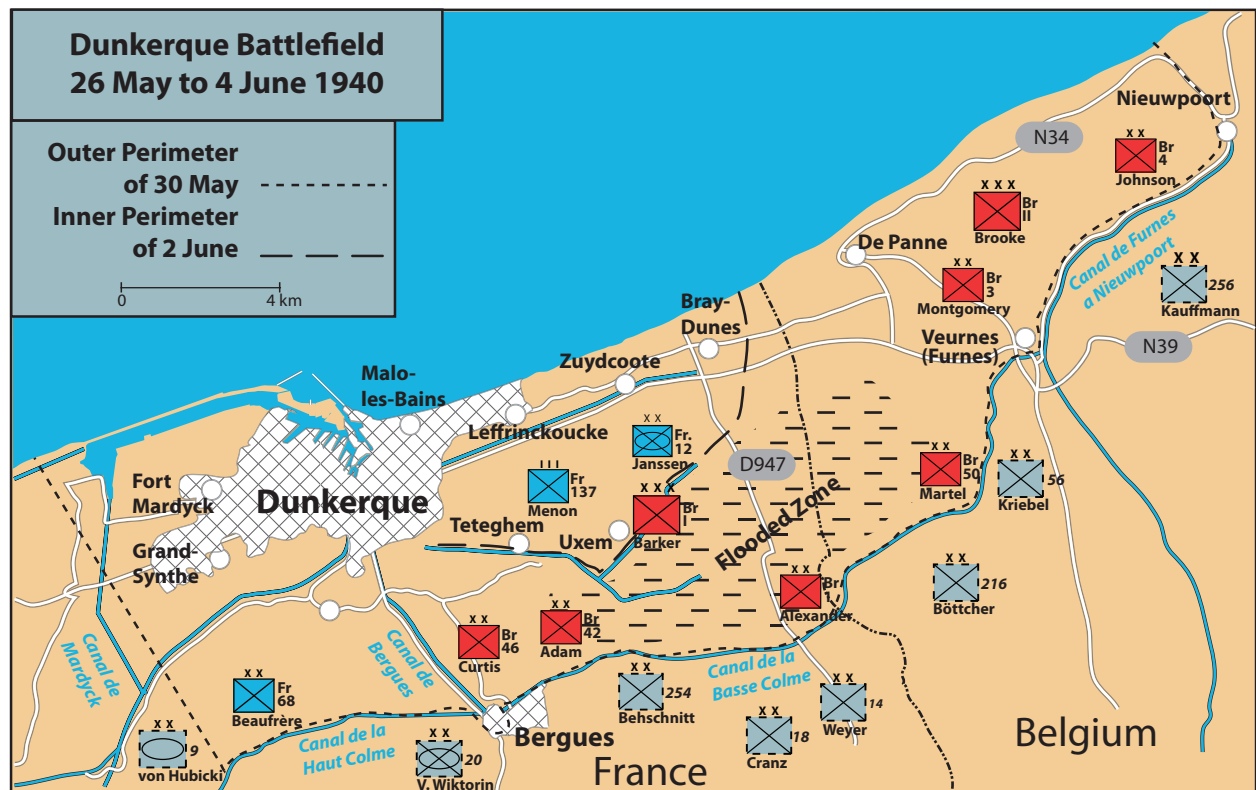 Dunkerque Battlefield
26 May to 4 June 1940
Outer Perimeter
of 30 May
Inner Perimeter
of 2 June
0
4 km
Nieuwpoort
N34
X X
Br
4
Johnson
X X X
Br
II
Brooke
De Panne
Canal de Furnes
a Nieuwpoort
X X
256
Kauffmann
X X
Br
3
Montgomery
Bray-
Dunes
Veurnes
(Furnes)
N39
Zuydcoote
Malo-
les-Bains
Leffrinckoucke
X X
Fr.
12
Janssen
D947
X X
Br
50
Martel
X X
56
Kriebel
Fort
Mardyck
Dunkerque
I I I
Fr
137
Menon
X X X
Br
I
Barker
Teteghem
Uxem
Flooded Zone
Grand-
Synthe
X X
Br
1
Alexander
X X
216
Böttcher
X X
Br
46
Curtis
X X
Br
42
Adam
Canal de
Mardyck
Canal de
Bergues
Canal de la
Basse Colme
X X
Fr
68
Beaufrère
X X
254
Behschnitt
X X
14
Weyer
X X
9
von Hubicki
Canal de la
Haut Colme
Bergues
X X
20
V. Wiktorin
X X
18
Cranz
France
Belgium